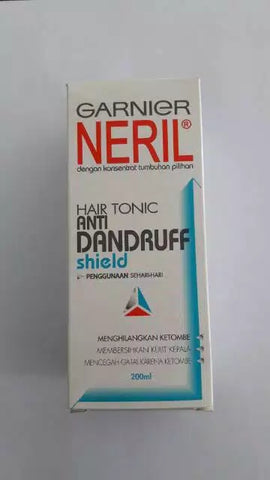 GARNIER
NERIL®
dengan konsentrat tumbuhan pilihan
HAIR TONIC
ANTI
DANDRUFF
shield
PENGGUNAAN SEHARI-HARI
MENGHILANGKAN KETOMBE
MEMBERSIHKAN KULIT KEPALA
MENCEGAH GATAL KARENA KETOMBE
200ml